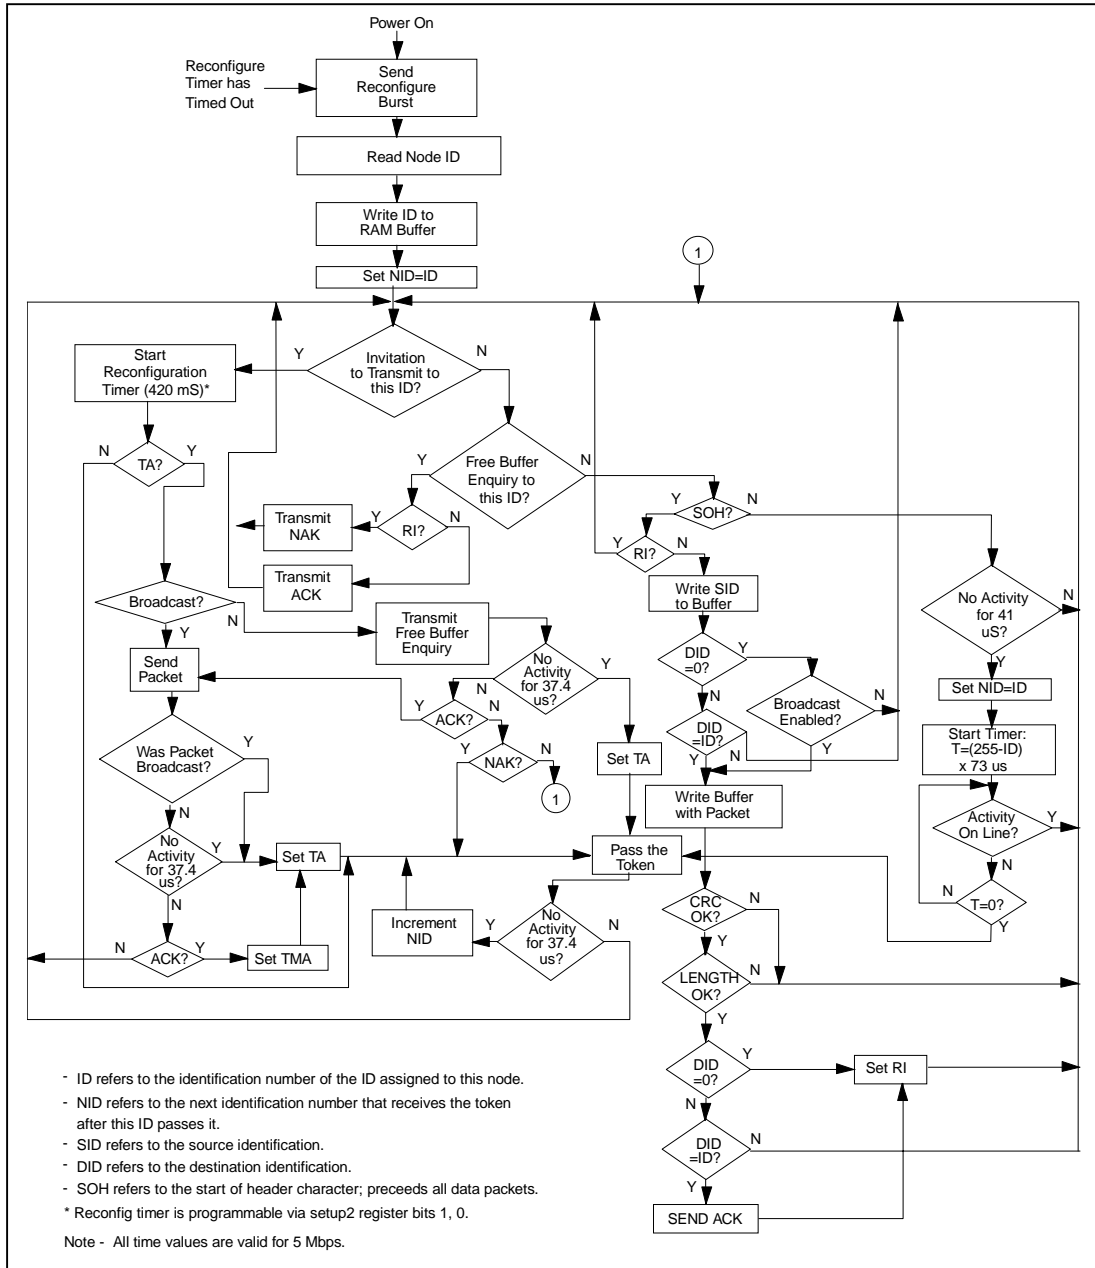 Power On
Reconfigure
Timer has
Timed Out
Send
Reconfigure
Burst
Read Node ID
Write ID to
RAM Buffer
Set NID=ID
1
Start
Reconfiguration
Timer (420 mS)*
Y
Invitation
to Transmit to
this ID?
N
N
TA?
Y
Y
Free Buffer
Enquiry to
this ID?
N
Y
SOH?
N
Transmit
NAK
Y
RI?
N
Y
RI?
N
Transmit
ACK
Write SID
to Buffer
No Activity
for 41
uS?
N
Y
Broadcast?
N
Y
Transmit
Free Buffer
Enquiry
No
Activity
for 37.4
us?
Y
N
DID
=0?
Y
N
Broadcast
Enabled?
N
Y
Set NID=ID
Send
Packet
ACK?
N
Y
DID
=ID?
N
Y
Start Timer:
T=(255-ID)
x 73 us
Was Packet
Broadcast?
Y
N
Y
NAK?
N
1
Set TA
Write Buffer
with Packet
Activity
On Line?
Y
N
No
Activity
for 37.4
us?
Y
N
Set TA
Pass the
Token
N
T=0?
Y
CRC
OK?
N
Y
Increment
NID
Y
No
Activity
for 37.4
us?
N
N
ACK?
Y
Set TMA
LENGTH
OK?
N
Y
DID
=0?
Y
N
Set RI
DID
=ID?
N
Y
SEND ACK
- ID refers to the identification number of the ID assigned to this node.
- NID refers to the next identification number that receives the token
after this ID passes it.
- SID refers to the source identification.
- DID refers to the destination identification.
- SOH refers to the start of header character; preceeds all data packets.
* Reconfig timer is programmable via setup2 register bits 1, 0.
Note - All time values are valid for 5 Mbps.